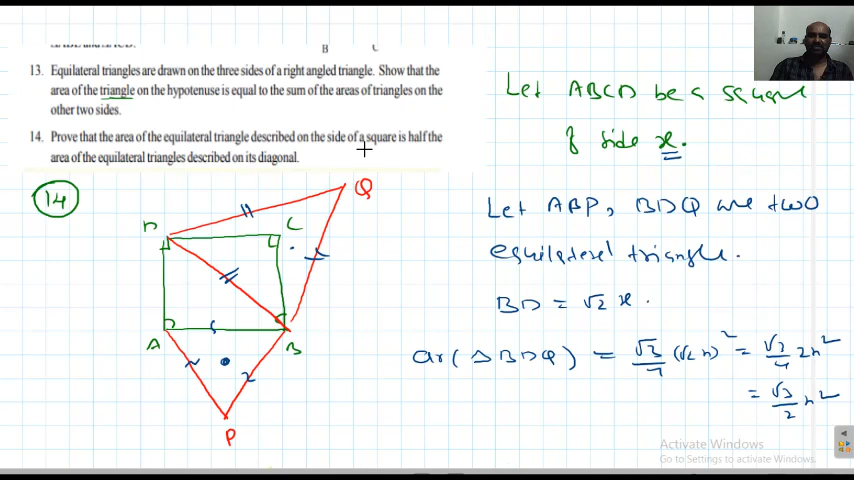 B C
13. Equilateral triangles are drawn on the three sides of a right angled triangle. Show that the
area of the triangle on the hypotenuse is equal to the sum of the areas of triangles on the
other two sides.
14. Prove that the area of the equilateral triangle described on the side of a square is half the
area of the equilateral triangles described on its diagonal.
Let ABCD be a square
of side x.
14
Let ABP, BDQ are two
equilateral triangle.
BD = √2 x.
ar(ΔBDQ) = √3/4 (√2 x)² = √3/4 2x²
= √3/2 x²
Q
D
C
A
B
P
Activate Windows
Go to Settings to activate Windows.